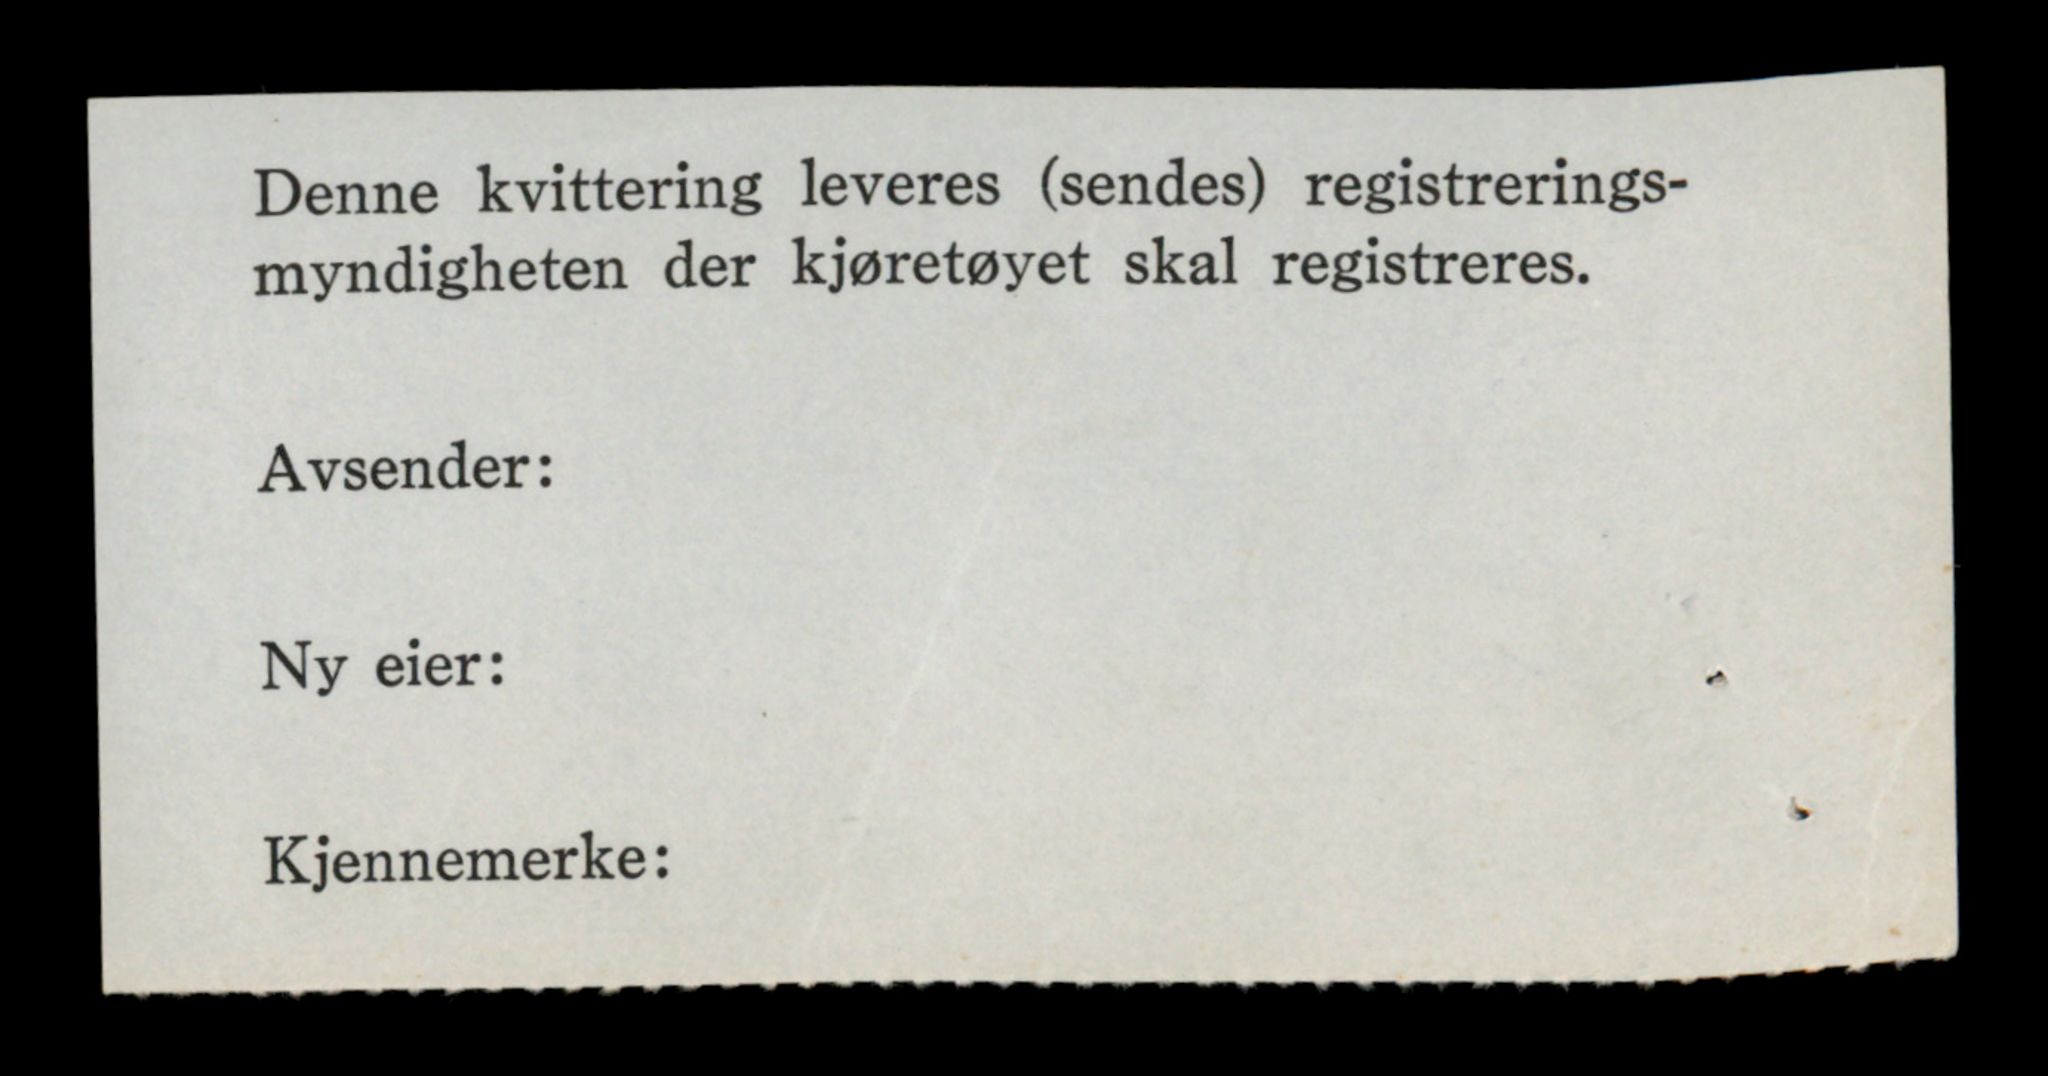 Denne kvittering leveres (sendes) registrerings-
myndigheten der kjøretøyet skal registreres.
Avsender:
Ny eier:
Kjennemerke: